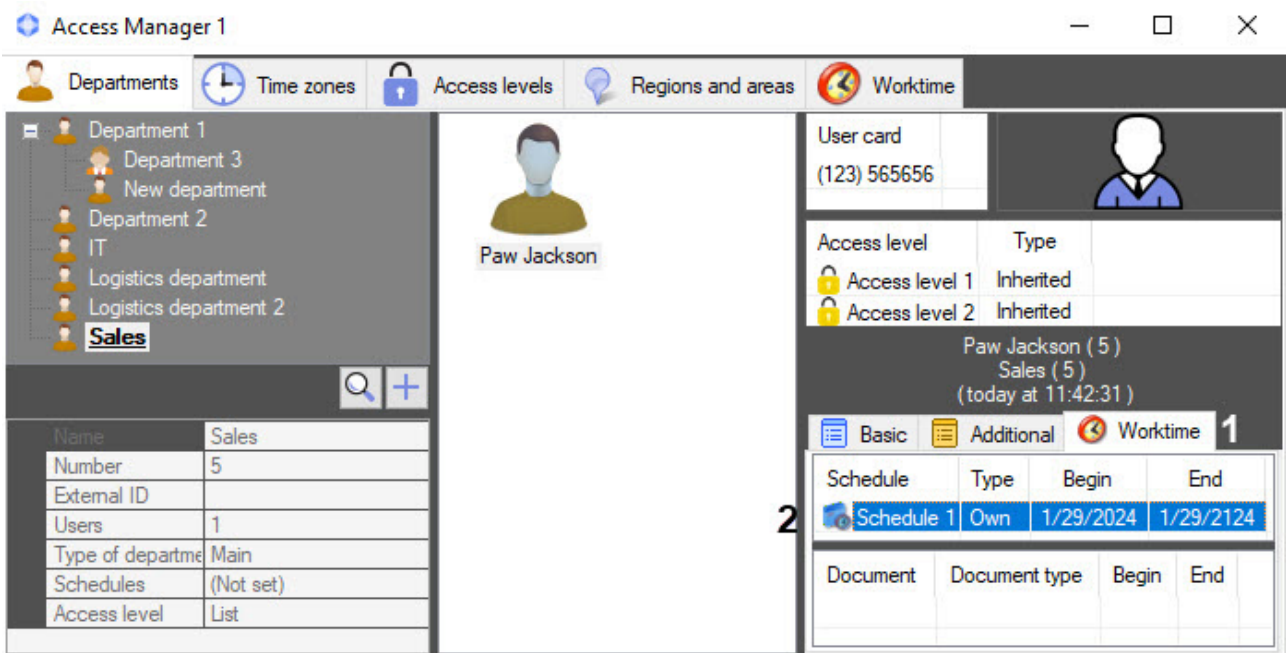 Access Manager 1
Departments Time zones Access levels Regions and areas Worktime
Department 1
Department 3
New department
Department 2
IT
Logistics department
Logistics department 2
Sales
Name Sales
Number 5
External ID
Users 1
Type of departme Main
Schedules (Not set)
Access level List
Paw Jackson
User card
(123) 565656
Access level Type
Access level 1 Inherited
Access level 2 Inherited
Paw Jackson ( 5 )
Sales ( 5 )
(today at 11:42:31 )
Basic Additional Worktime 1
Schedule Type Begin End
2 Schedule 1 Own 1/29/2024 1/29/2124
Document Document type Begin End